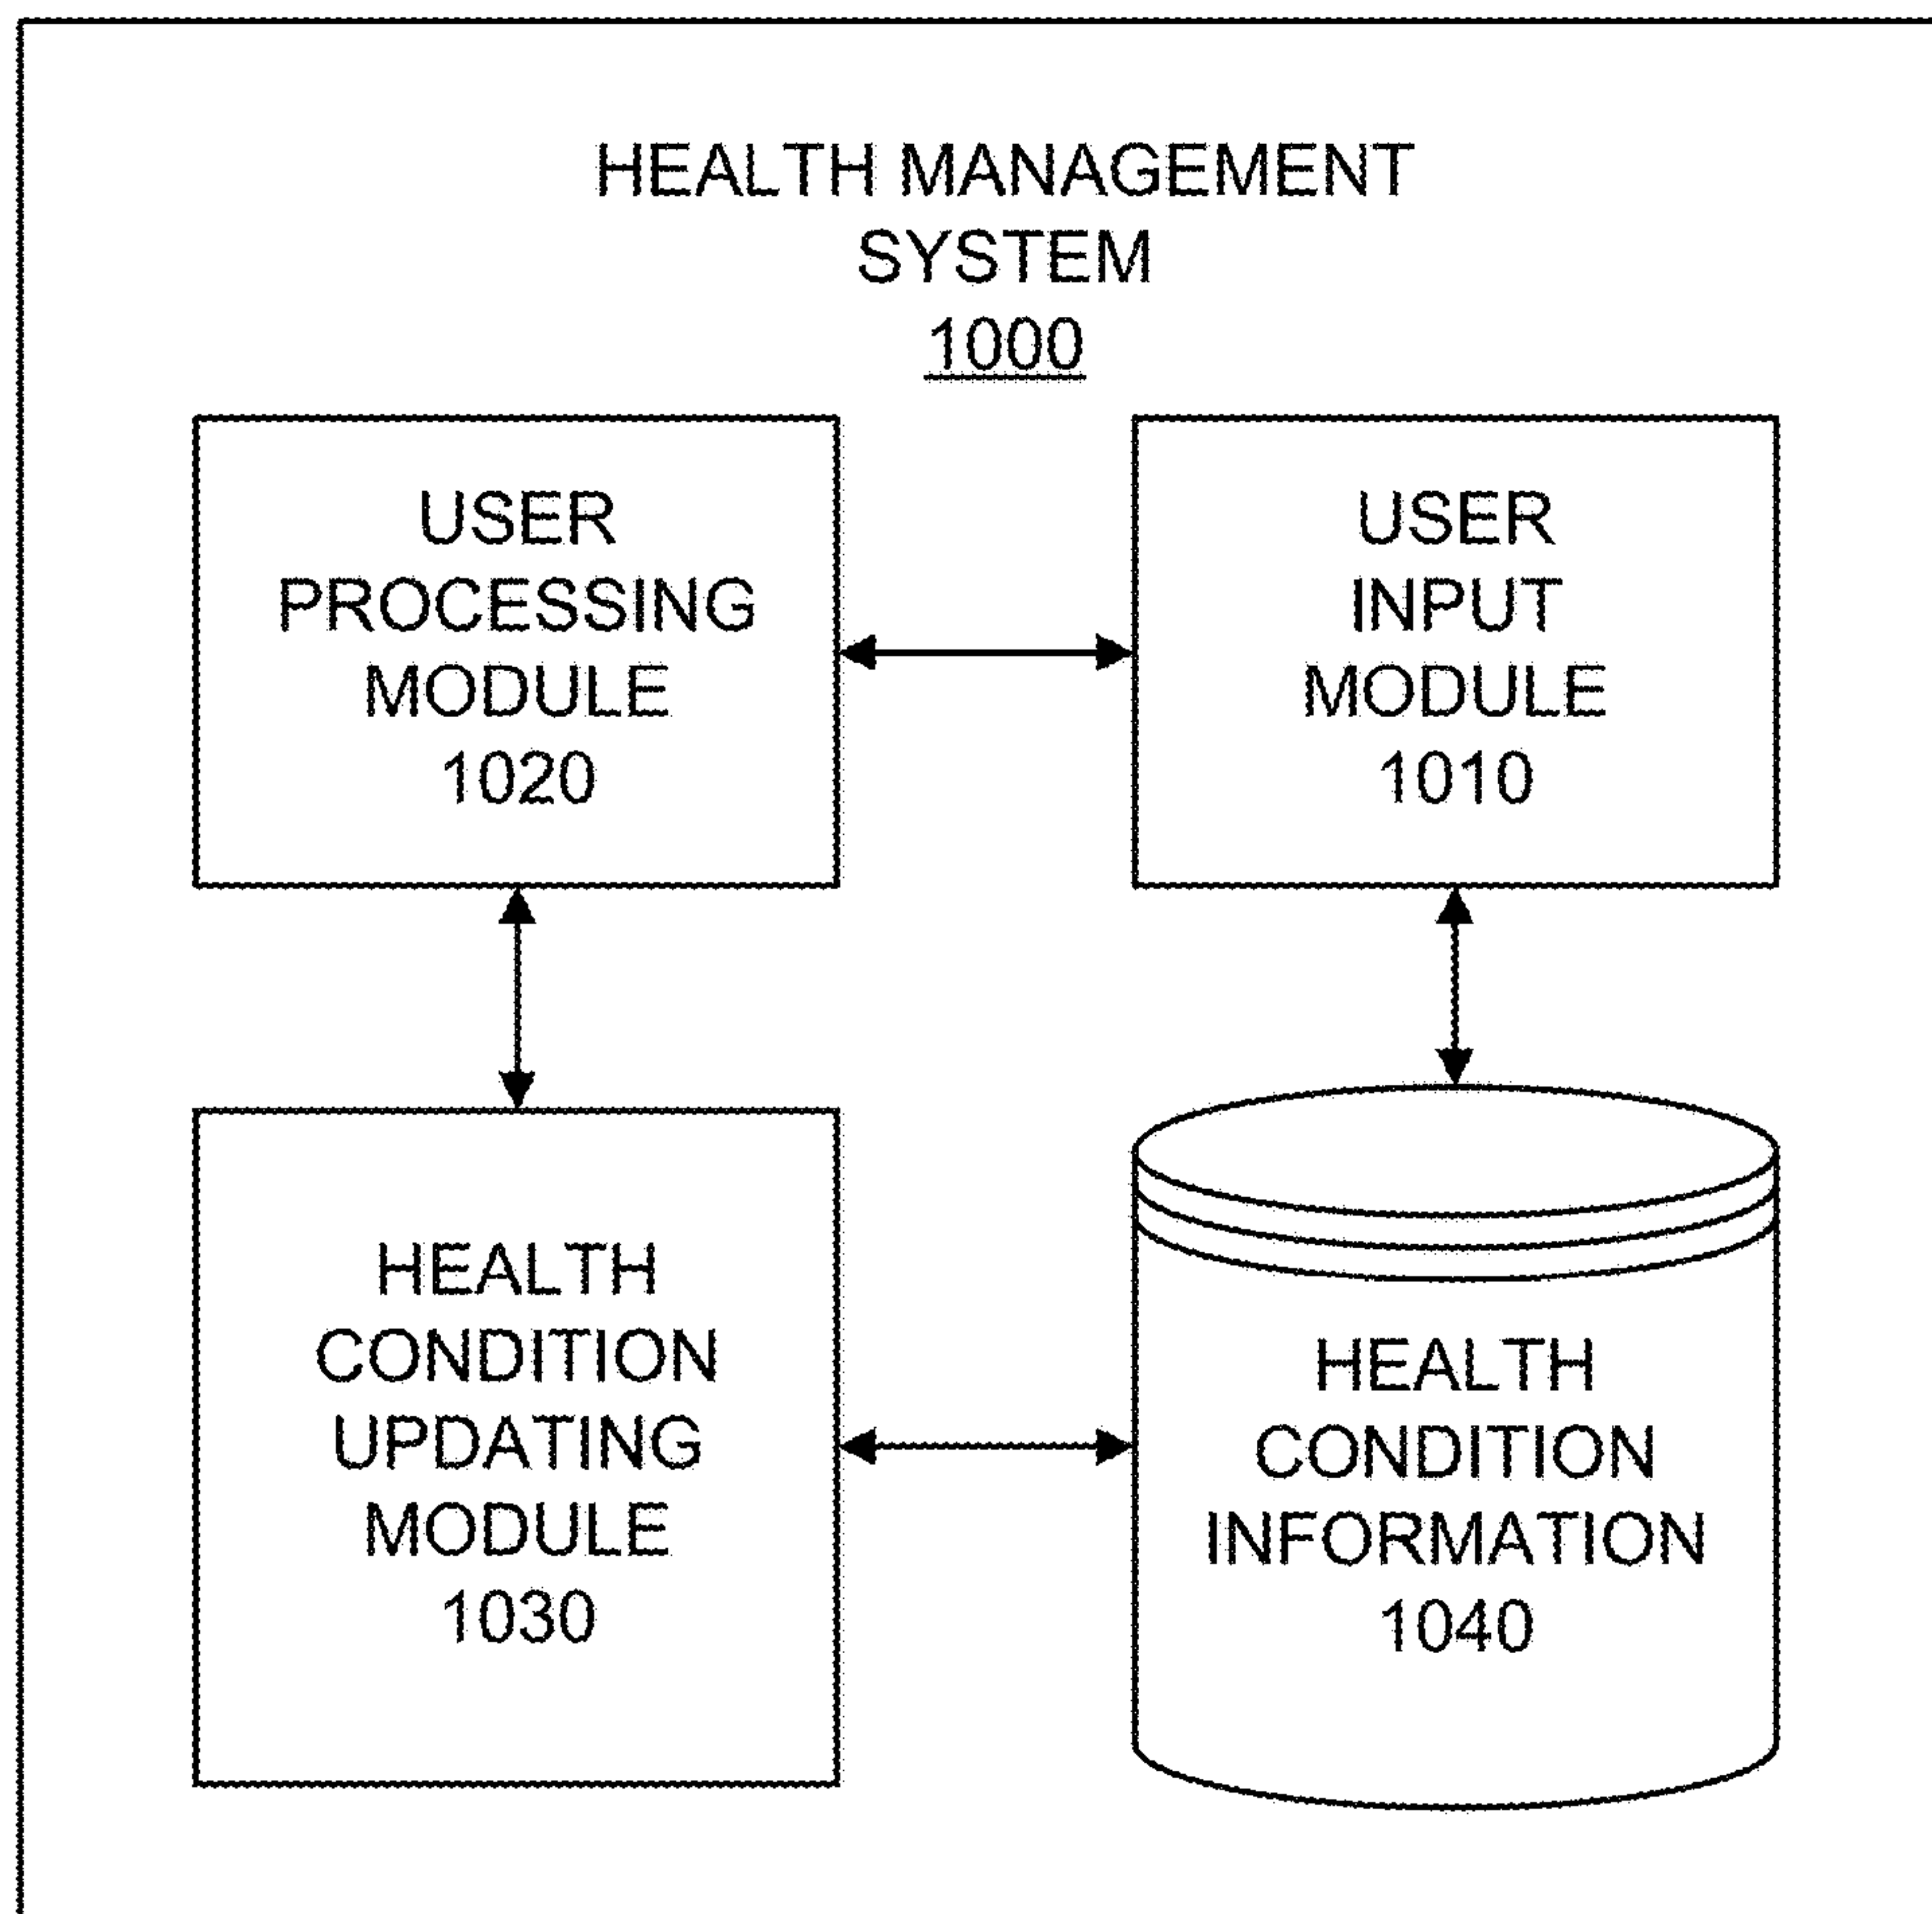 HEALTH MANAGEMENT
SYSTEM
1000
USER
PROCESSING
MODULE
1020
USER
INPUT
MODULE
1010
HEALTH
CONDITION
UPDATING
MODULE
1030
HEALTH
CONDITION
INFORMATION
1040